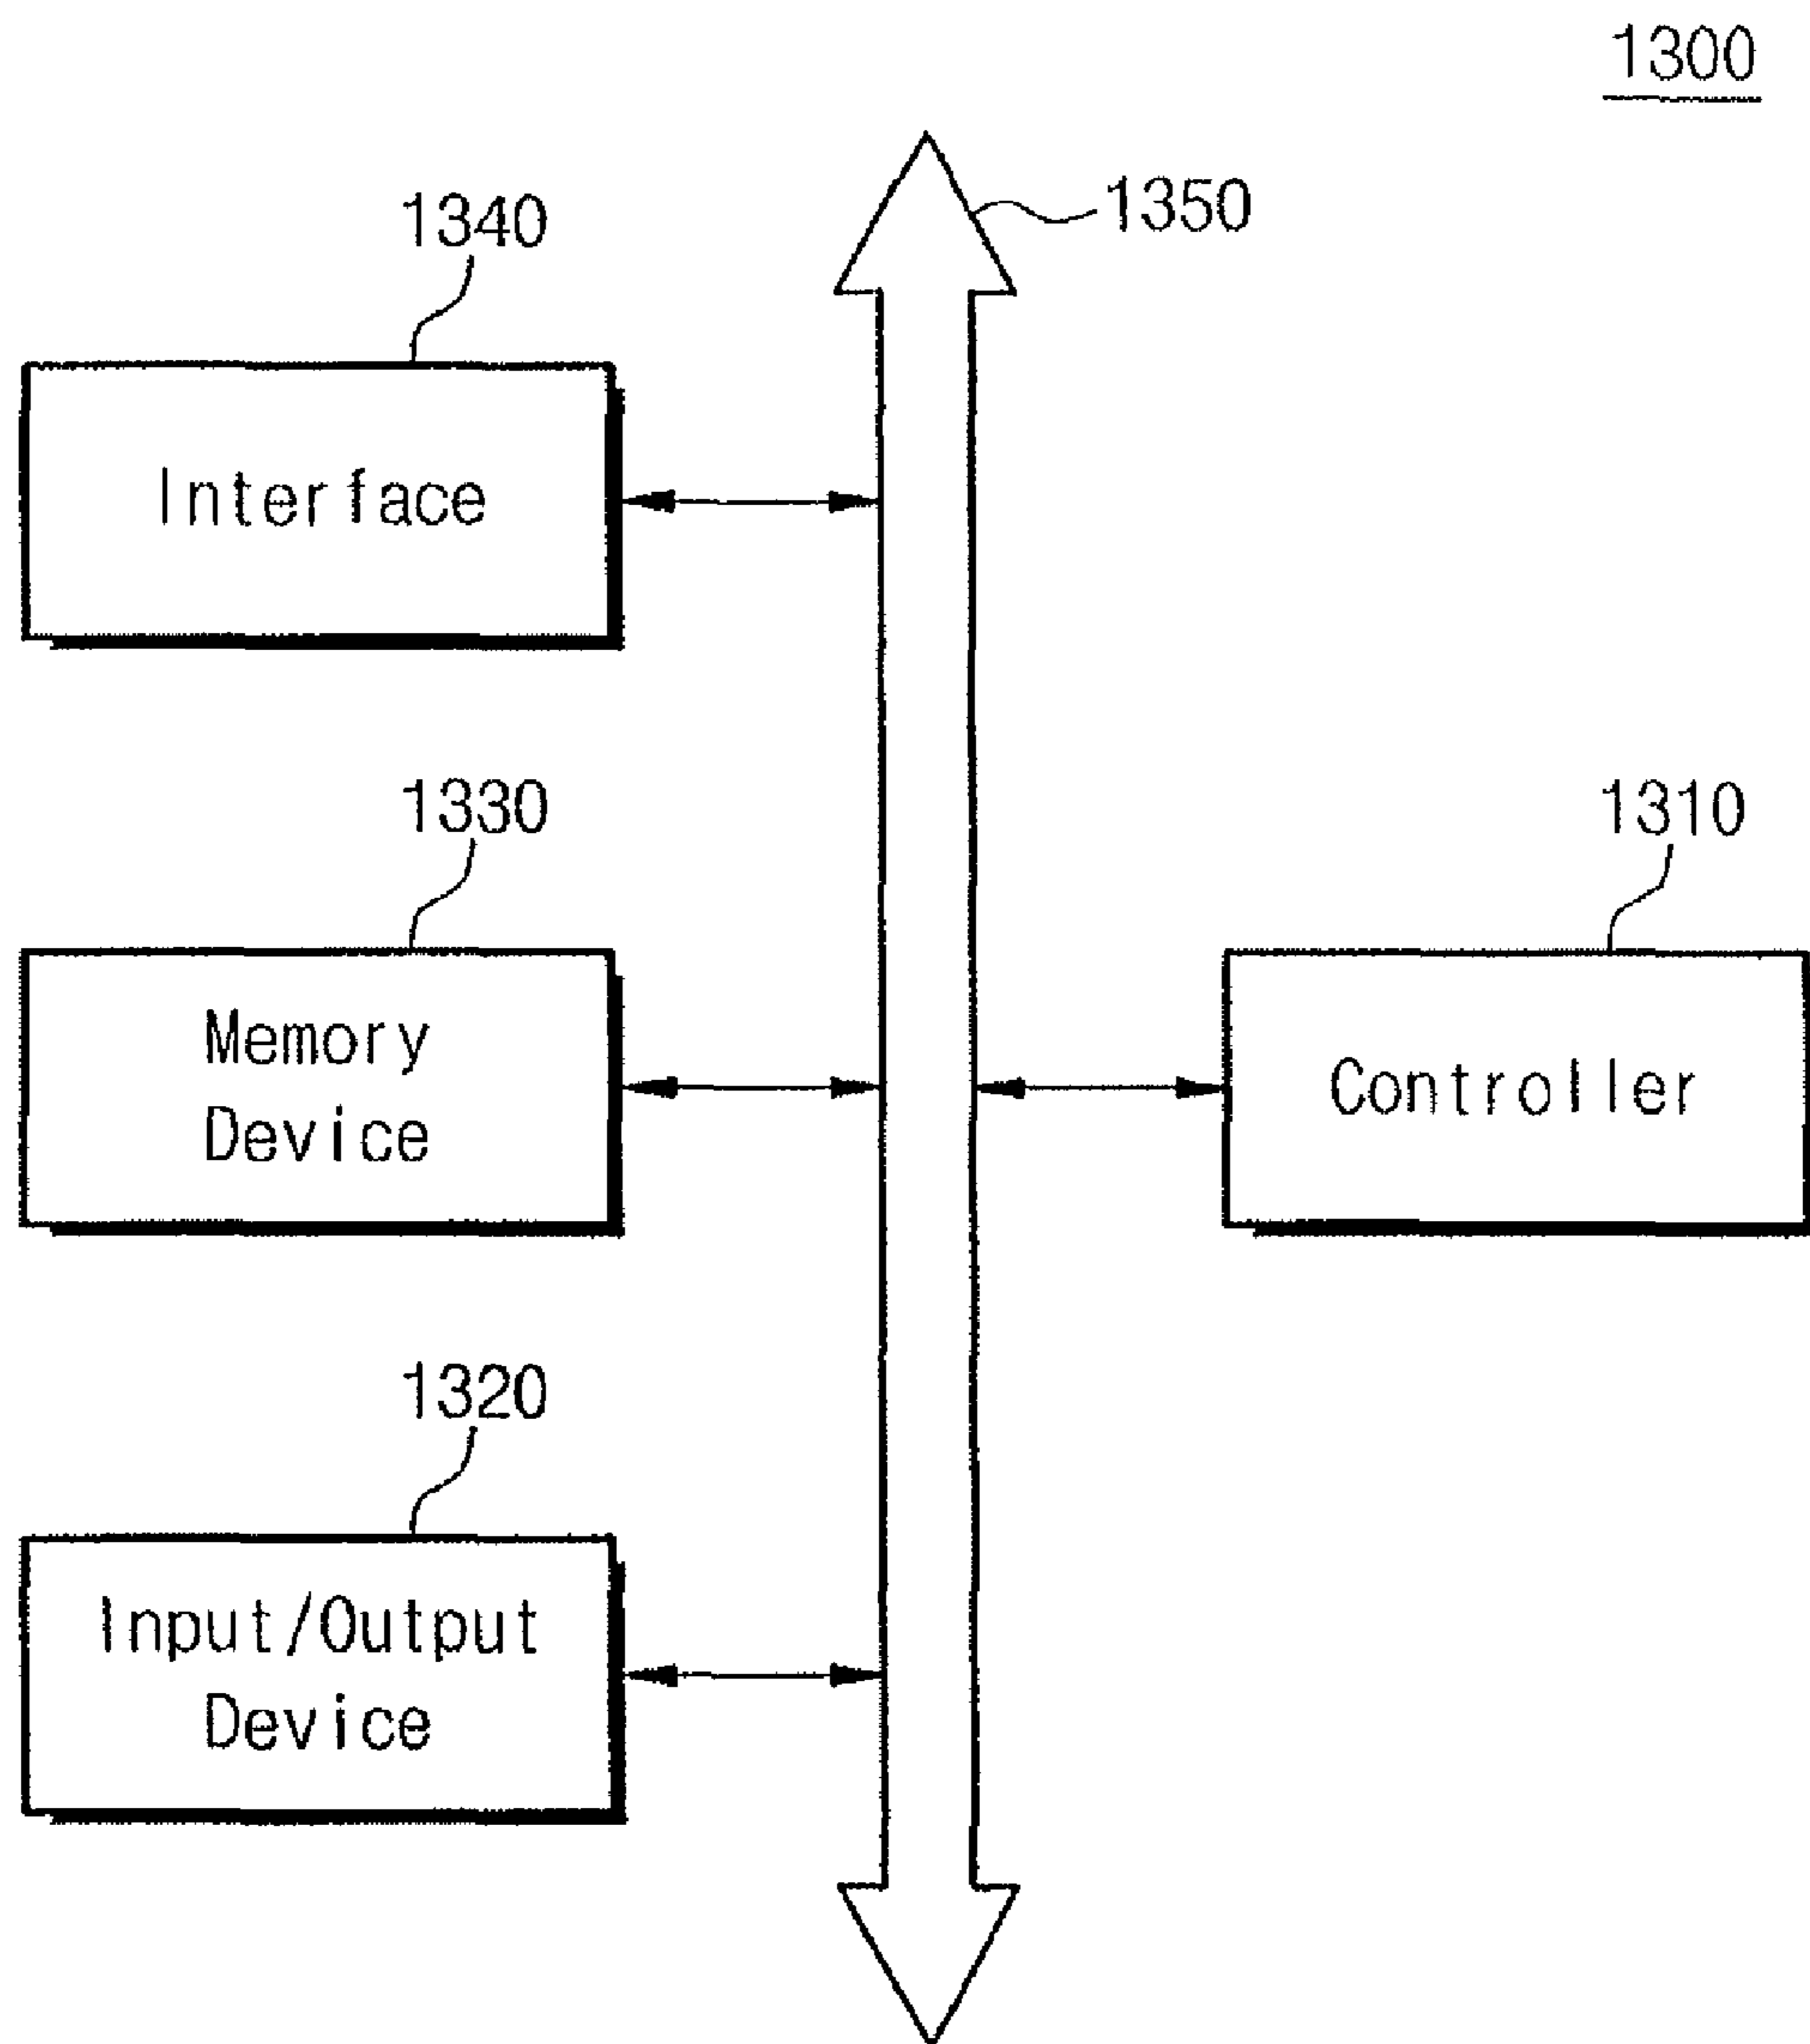 1300
1350
1340
Interface
1330
1310
Memory
Device
Controller
1320
Input/Output
Device